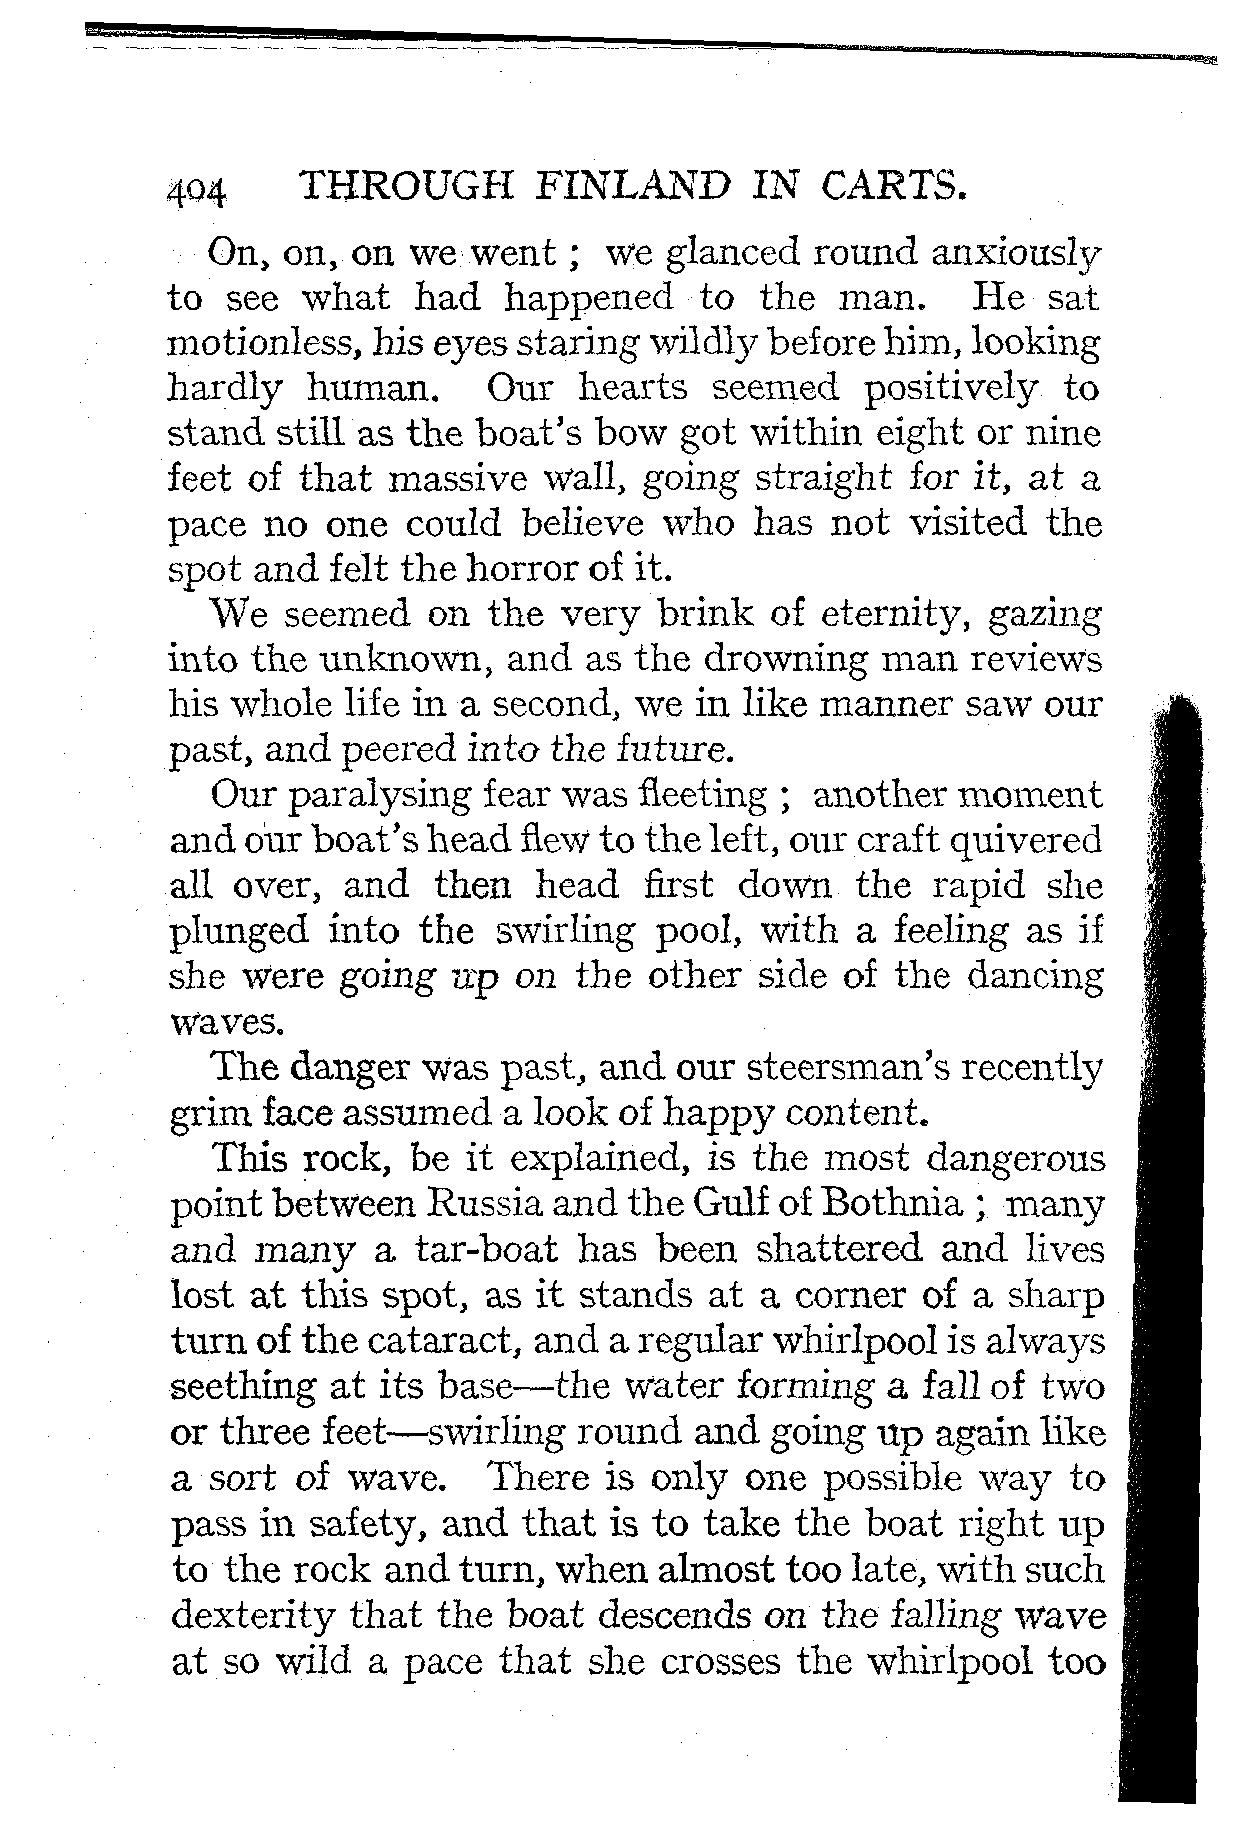 404 THROUGH FINLAND IN CARTS.
On, on, on we went ; we glanced round anxiously
to see what had happened to the man. He sat
motionless, his eyes staring wildly before him, looking
hardly human. Our hearts seemed positively to
stand still as the boat's bow got within eight or nine
feet of that massive wall, going straight for it, at a
pace no one could believe who has not visited the
spot and felt the horror of it.
We seemed on the very brink of eternity, gazing
into the unknown, and as the drowning man reviews
his whole life in a second, we in like manner saw our
past, and peered into the future.
Our paralysing fear was fleeting ; another moment
and our boat's head flew to the left, our craft quivered
all over, and then head first down the rapid she
plunged into the swirling pool, with a feeling as if
she were going up on the other side of the dancing
waves.
The danger was past, and our steersman's recently
grim face assumed a look of happy content.
This rock, be it explained, is the most dangerous
point between Russia and the Gulf of Bothnia ; many
and many a tar-boat has been shattered and lives
lost at this spot, as it stands at a corner of a sharp
turn of the cataract, and a regular whirlpool is always
seething at its base—the water forming a fall of two
or three feet—swirling round and going up again like
a sort of wave. There is only one possible way to
pass in safety, and that is to take the boat right up
to the rock and turn, when almost too late, with such
dexterity that the boat descends on the falling wave
at so wild a pace that she crosses the whirlpool too